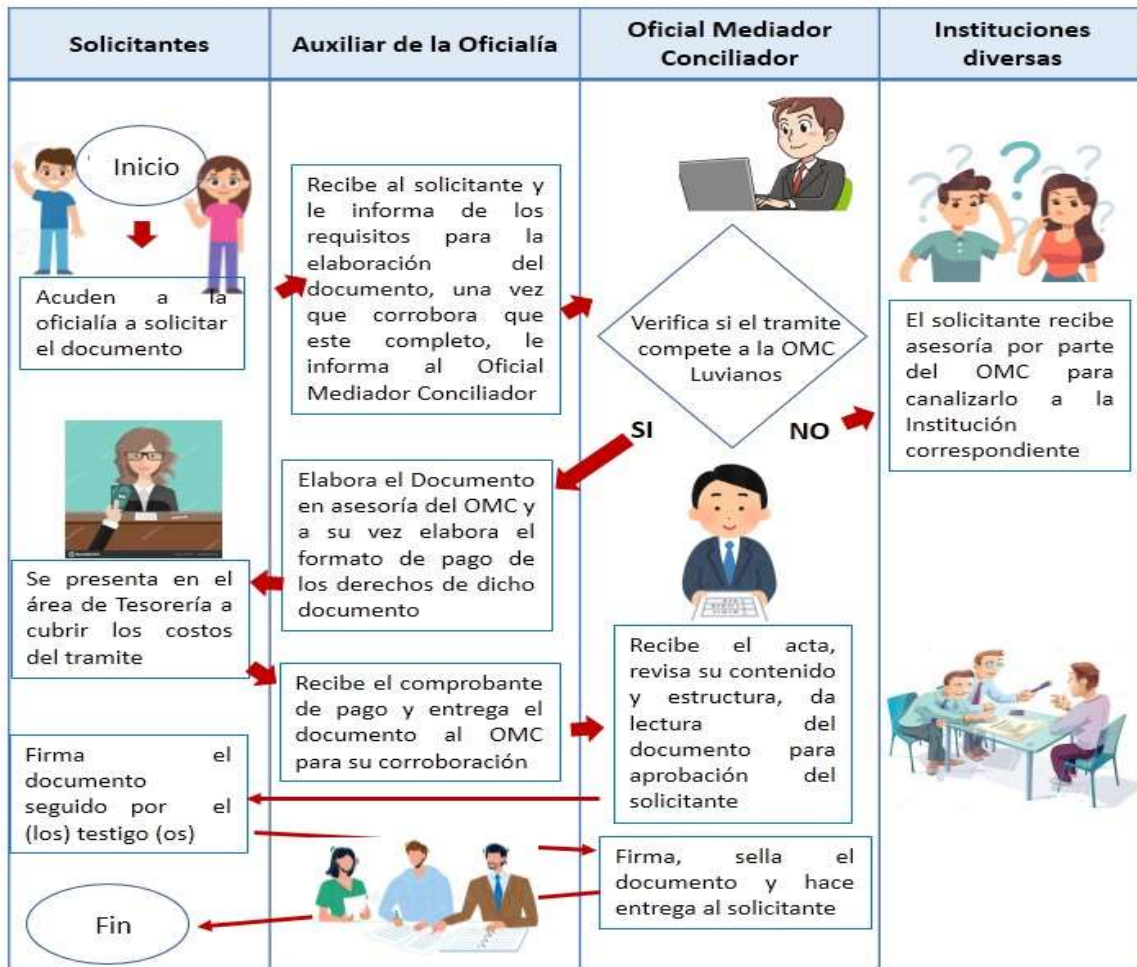 Solicitantes
Auxiliar de la Oficialía
Oficial Mediador
Conciliador
Instituciones
diversas
Inicio
Acuden a la
oficialía a solicitar
el documento
Recibe al solicitante y
le informa de los
requisitos para la
elaboración del
documento, una vez
que corrobora que
este completo, le
informa al Oficial
Mediador Conciliador
Verifica si el tramite
compete a la OMC
Luvianos
SI
NO
El solicitante recibe
asesoría por parte
del OMC para
canalizarlo a la
Institución
correspondiente
Elabora el Documento
en asesoría del OMC y
a su vez elabora el
formato de pago de
los derechos de dicho
documento
Se presenta en el
área de Tesorería a
cubrir los costos
del tramite
Recibe el comprobante
de pago y entrega el
documento al OMC
para su corroboración
Recibe el acta,
revisa su contenido
y estructura, da
lectura del
documento para
aprobación del
solicitante
Firma el
documento
seguido por el
(los) testigo (os)
Firma, sella el
documento y hace
entrega al solicitante
Fin